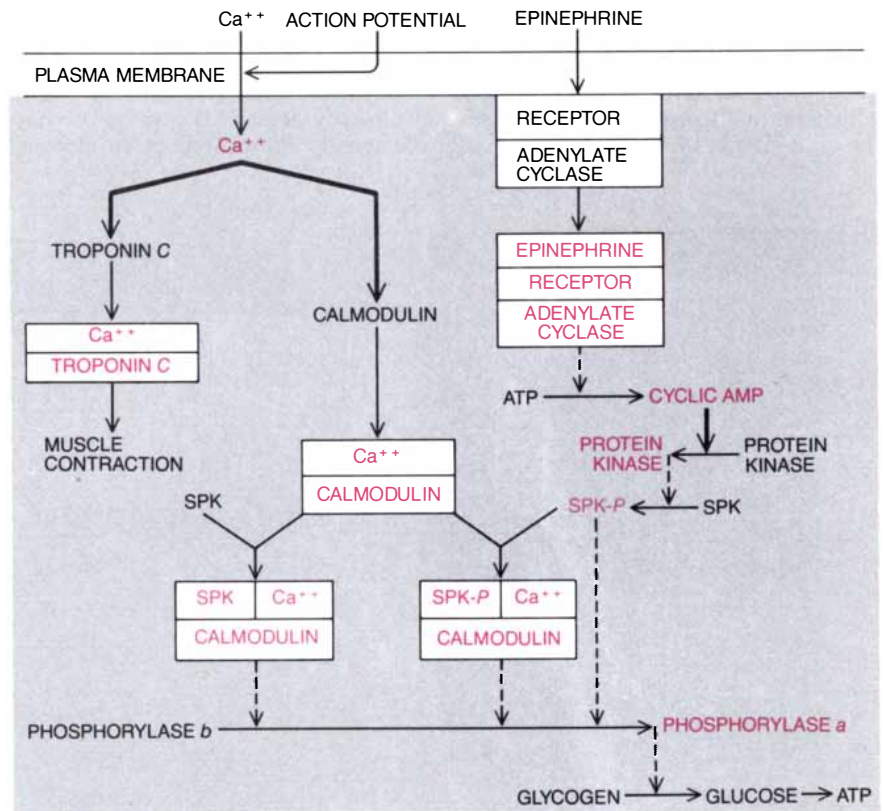 Ca++ ACTION POTENTIAL EPINEPHRINE
PLASMA MEMBRANE
RECEPTOR
ADENYLATE
CYCLASE
Ca++
TROPONIN C
EPINEPHRINE
RECEPTOR
ADENYLATE
CYCLASE
CALMODULIN
Ca++
TROPONIN C
ATP CYCLIC AMP
MUSCLE
CONTRACTION
PROTEIN
KINASE
PROTEIN
KINASE
Ca++
CALMODULIN
SPK
SPK-P SPK
SPK Ca++
CALMODULIN
SPK-P Ca++
CALMODULIN
PHOSPHORYLASE b PHOSPHORYLASE a
GLYCOGEN GLUCOSE ATP